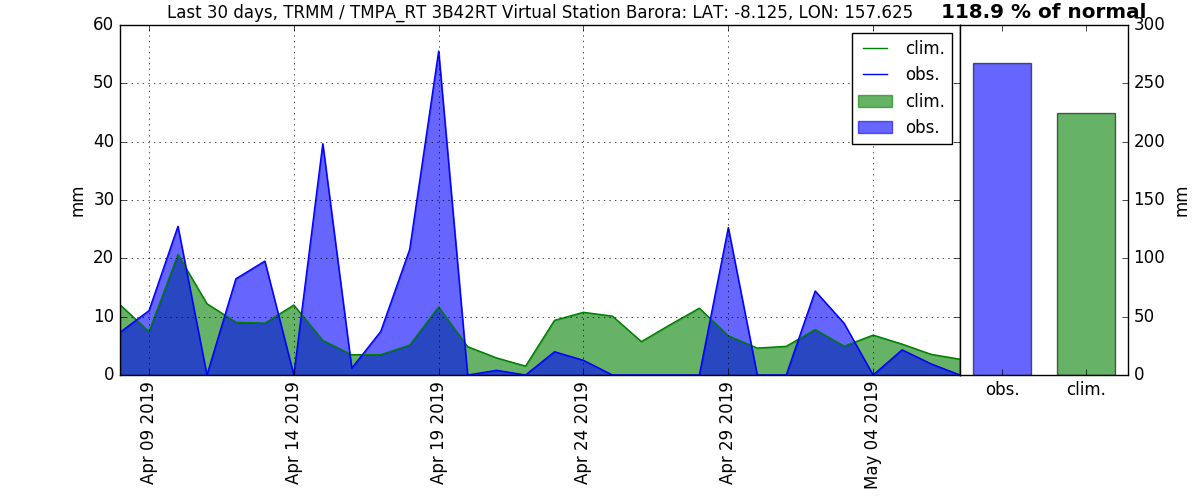 Last 30 days, TRMM / TMPA_RT 3B42RT Virtual Station Barora: LAT: -8.125, LON: 157.625
118.9 % of normal
60
50
40
30
20
10
0
mm
clim.
obs.
clim.
obs.
300
250
200
150
100
50
0
mm
obs.
clim.
Apr 09 2019
Apr 14 2019
Apr 19 2019
Apr 24 2019
Apr 29 2019
May 04 2019